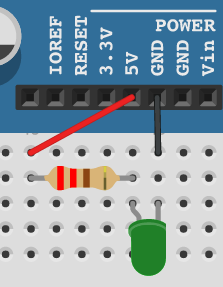 POWER
IOREF
RESET
3.3V
5V
GND
GND
Vin